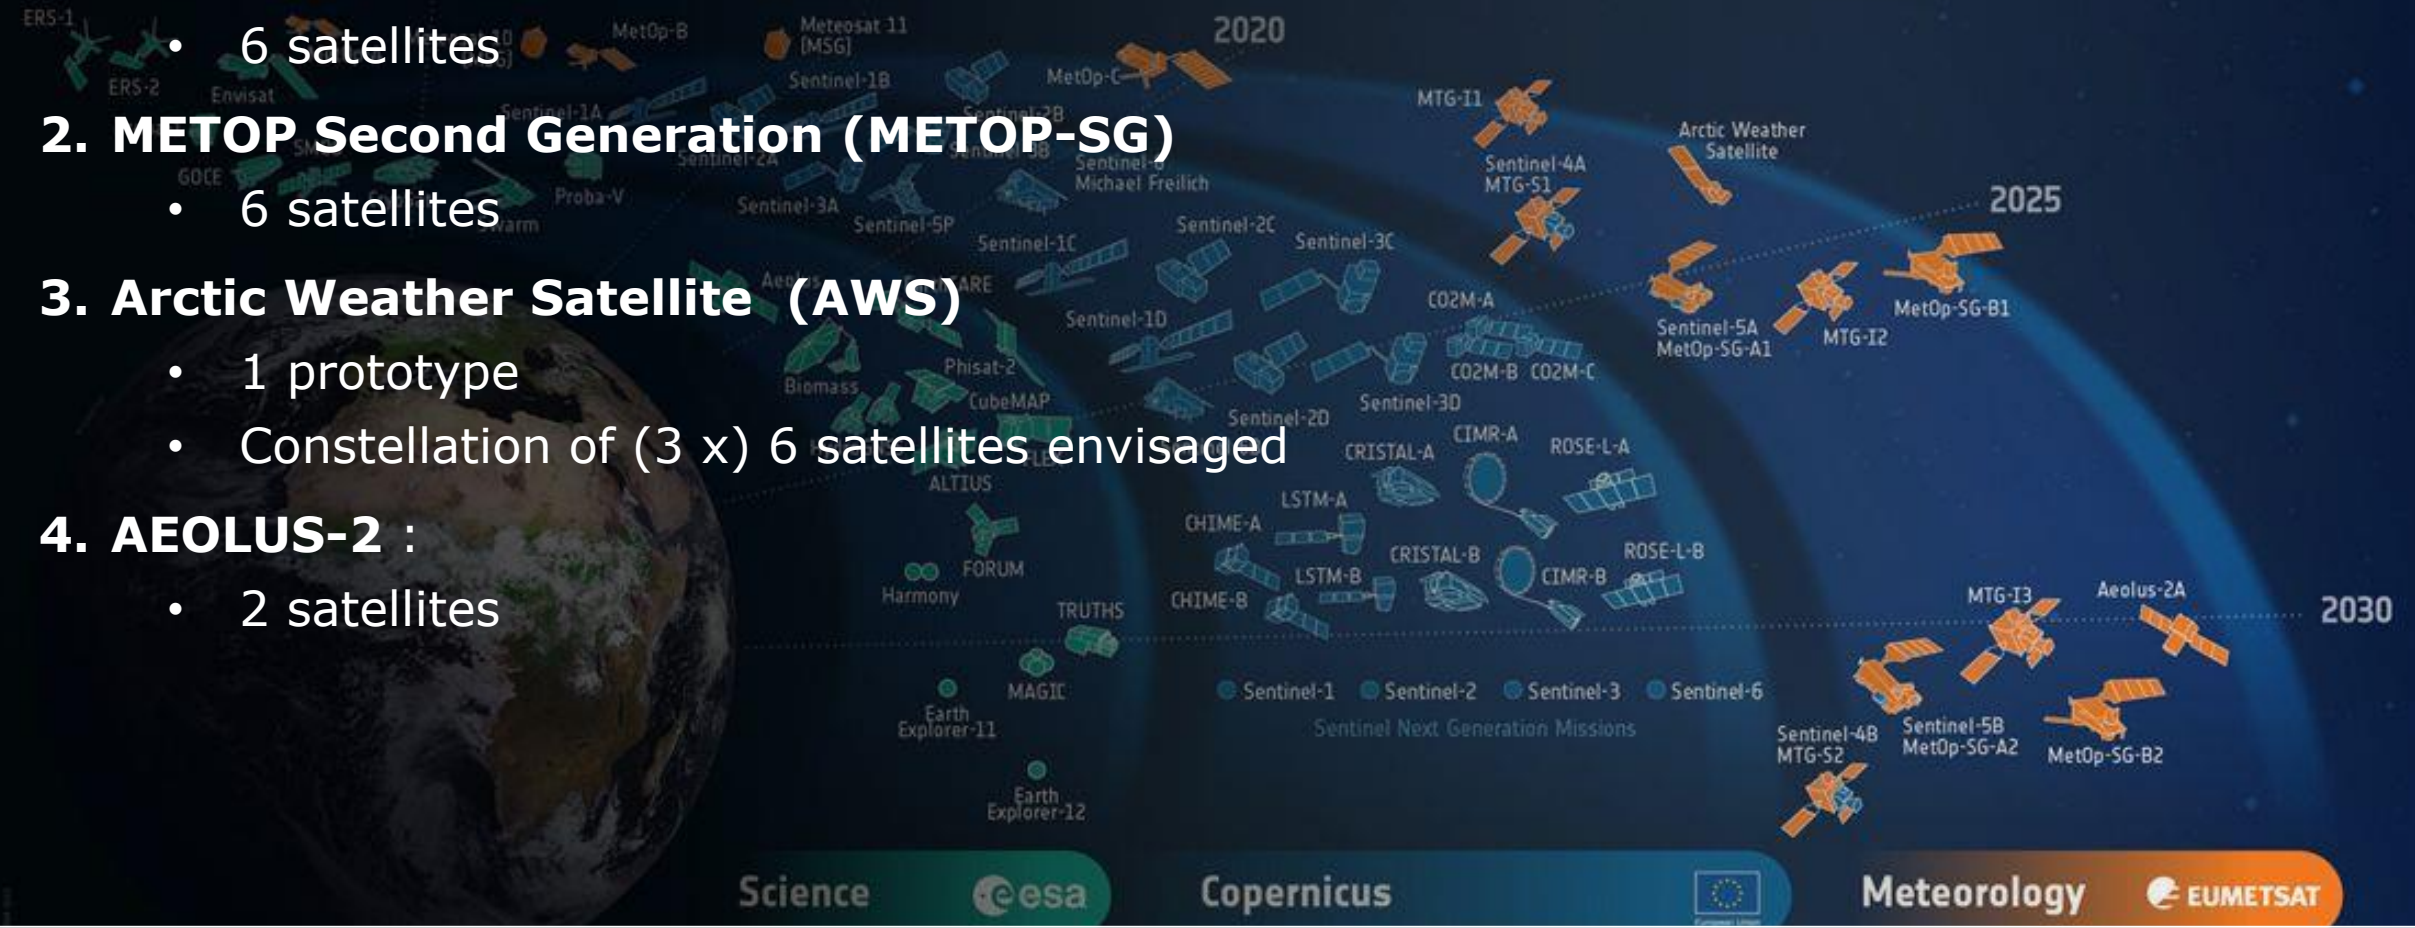 • 6 satellites
2. METOP Second Generation (METOP-SG)
• 6 satellites
3. Arctic Weather Satellite (AWS)
• 1 prototype
• Constellation of (3 x) 6 satellites envisaged
4. AEOLUS-2 :
• 2 satellites
ERS-1
ERS-2
Envisat
MetOp-B
Meteosat 11
[MSG]
2020
MetOp-C
Sentinel-1A
Sentinel-1B
Sentinel-2A
Sentinel-2B
GOCE
Proba-V
Sentinel-3A
Sentinel-5P
Sentinel-6
Michael Freilich
MTG-I1
Arctic Weather
Satellite
Sentinel-4A
MTG-S1
2025
Sentinel-1C
Sentinel-2C
Sentinel-3C
Sentinel-1D
CO2M-A
CO2M-B CO2M-C
Sentinel-5A
MetOp-SG-A1
MTG-I2
MetOp-SG-B1
Biomass
Phisat-2
CubeMAP
Sentinel-2D
Sentinel-3D
ALTIUS
CRISTAL-A
CIMR-A
ROSE-L-A
LSTM-A
CHIME-A
FORUM
Harmony
LSTM-B
CRISTAL-B
CIMR-B
ROSE-L-B
CHIME-B
TRUTHS
MAGIC
Earth
Explorer-11
Earth
Explorer-12
Sentinel-1 Sentinel-2 Sentinel-3 Sentinel-6
Sentinel Next Generation Missions
MTG-I3
Aeolus-2A
2030
Sentinel-4B
MTG-S2
Sentinel-5B
MetOp-SG-A2
MetOp-SG-B2
Science
esa
Copernicus
Meteorology
EUMETSAT